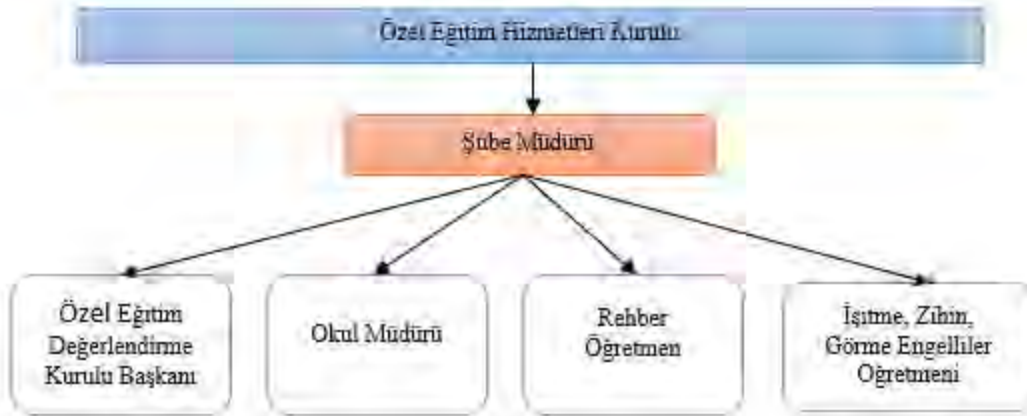 Özel Eğitim Hizmetleri Kurulu
Şube Müdürü
Özel Eğitim
Değerlendirme
Kurulu Başkanı
Okul Müdürü
Rehber
Öğretmen
İşitme, Zihin,
Görme Engelliler
Öğretmeni